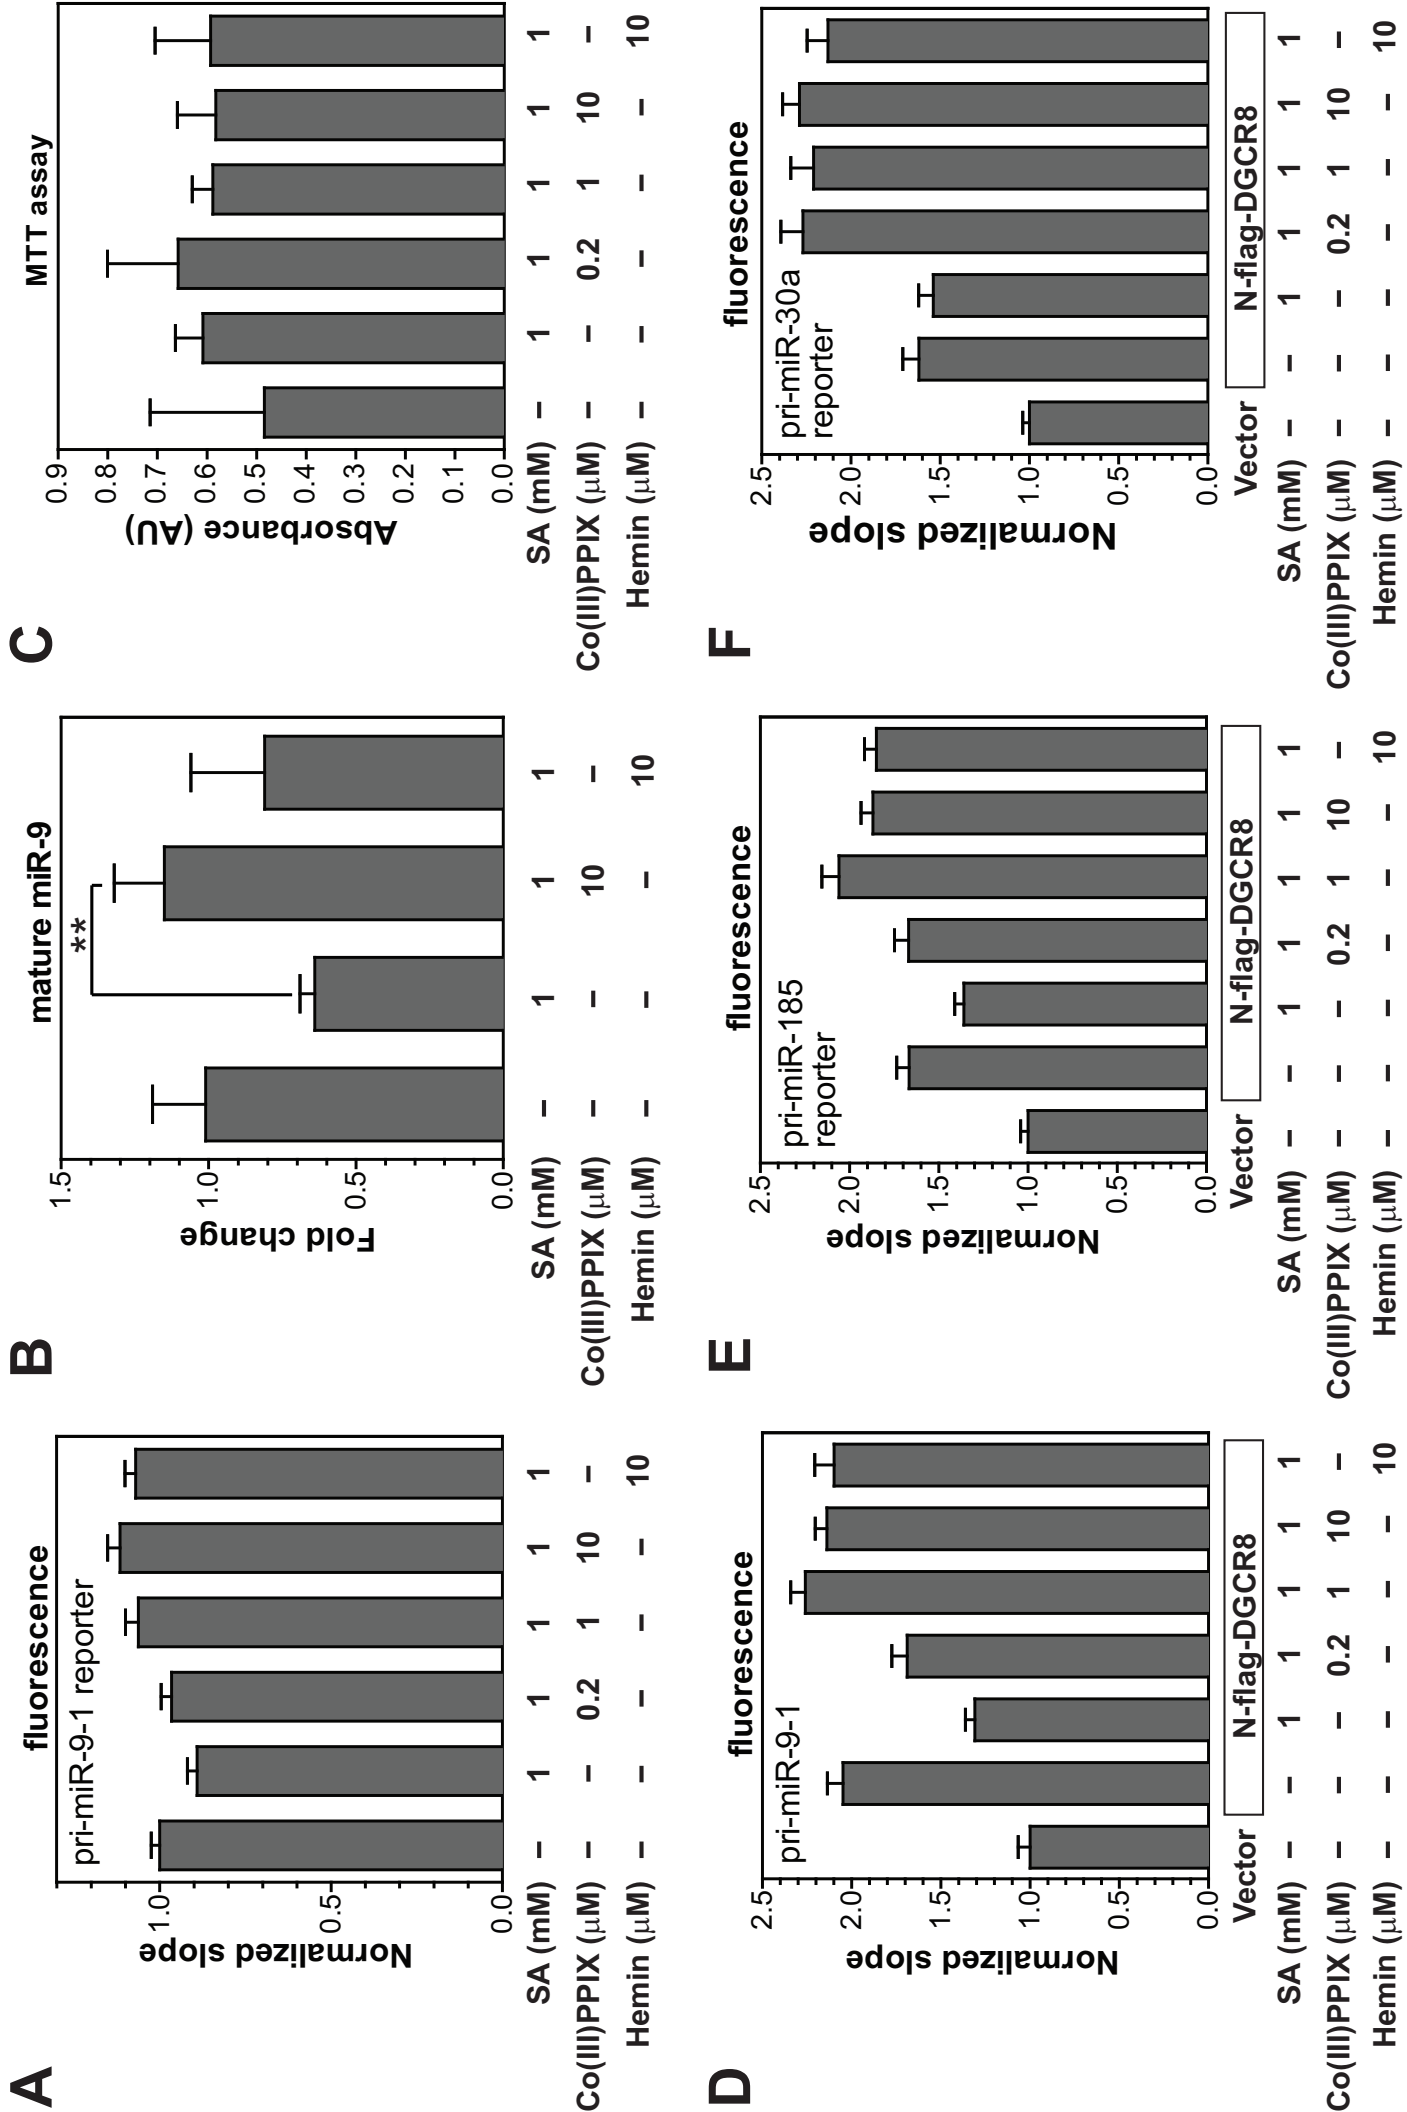 A
fluorescence
pri-miR-9-1 reporter
Normalized slope
1.0
0.5
0.0
SA (mM) – 1 1 1 1 1
Co(III)PPIX (μM) – – 0.2 1 10 –
Hemin (μM) – – – – – 10
B
mature miR-9
**
Fold change
1.5
1.0
0.5
0.0
SA (mM) – 1 1 1
Co(III)PPIX (μM) – – 10 –
Hemin (μM) – – – 10
C
MTT assay
Absorbance (AU)
0.9
0.8
0.7
0.6
0.5
0.4
0.3
0.2
0.1
0.0
SA (mM) – 1 1 1 1 1
Co(III)PPIX (μM) – – 0.2 1 10 –
Hemin (μM) – – – – – 10
D
fluorescence
pri-miR-9-1
Normalized slope
2.5
2.0
1.5
1.0
0.5
0.0
Vector N-flag-DGCR8
SA (mM) – – 1 1 1 1 1
Co(III)PPIX (μM) – – – 0.2 1 10 –
Hemin (μM) – – – – – – 10
E
fluorescence
pri-miR-185
reporter
Normalized slope
2.5
2.0
1.5
1.0
0.5
0.0
Vector N-flag-DGCR8
SA (mM) – – 1 1 1 1 1
Co(III)PPIX (μM) – – – 0.2 1 10 –
Hemin (μM) – – – – – – 10
F
fluorescence
pri-miR-30a
reporter
Normalized slope
2.5
2.0
1.5
1.0
0.5
0.0
Vector N-flag-DGCR8
SA (mM) – – 1 1 1 1 1
Co(III)PPIX (μM) – – – 0.2 1 10 –
Hemin (μM) – – – – – – 10